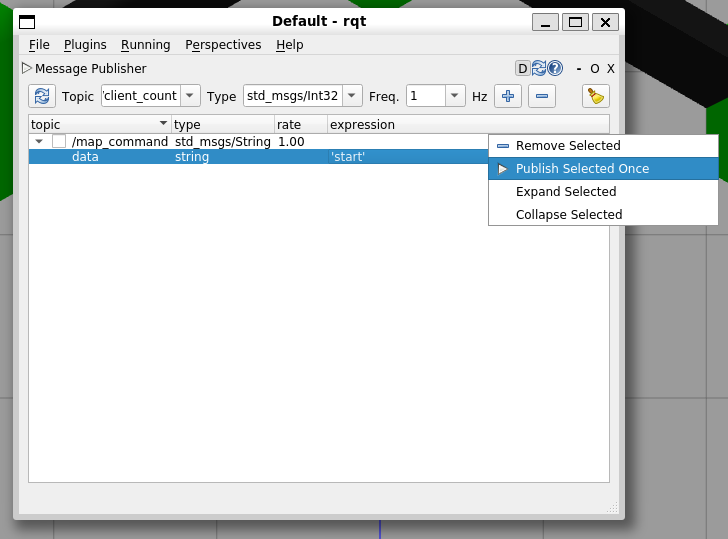 Default - rqt
File Plugins Running Perspectives Help
Message Publisher D - O X
Topic 'client_count Type std_msgs/Int32 Freq. 1 Hz
topic type rate expression
/map_command std_msgs/String 1.00
data string 'start'
Remove Selected
Publish Selected Once
Expand Selected
Collapse Selected